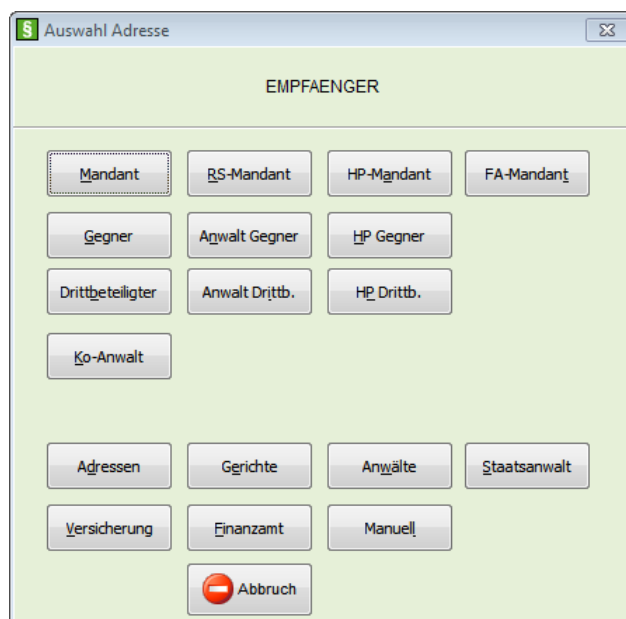 § Auswahl Adresse
EMPFAENGER
Mandant RS-Mandant HP-Mandant FA-Mandant
Gegner Anwalt Gegner HP Gegner
Drittbeteiligter Anwalt Drittb. HP Drittb.
Ko-Anwalt
Adressen Gerichte Anwälte Staatsanwalt
Versicherung Finanzamt Manuell
Abbruch